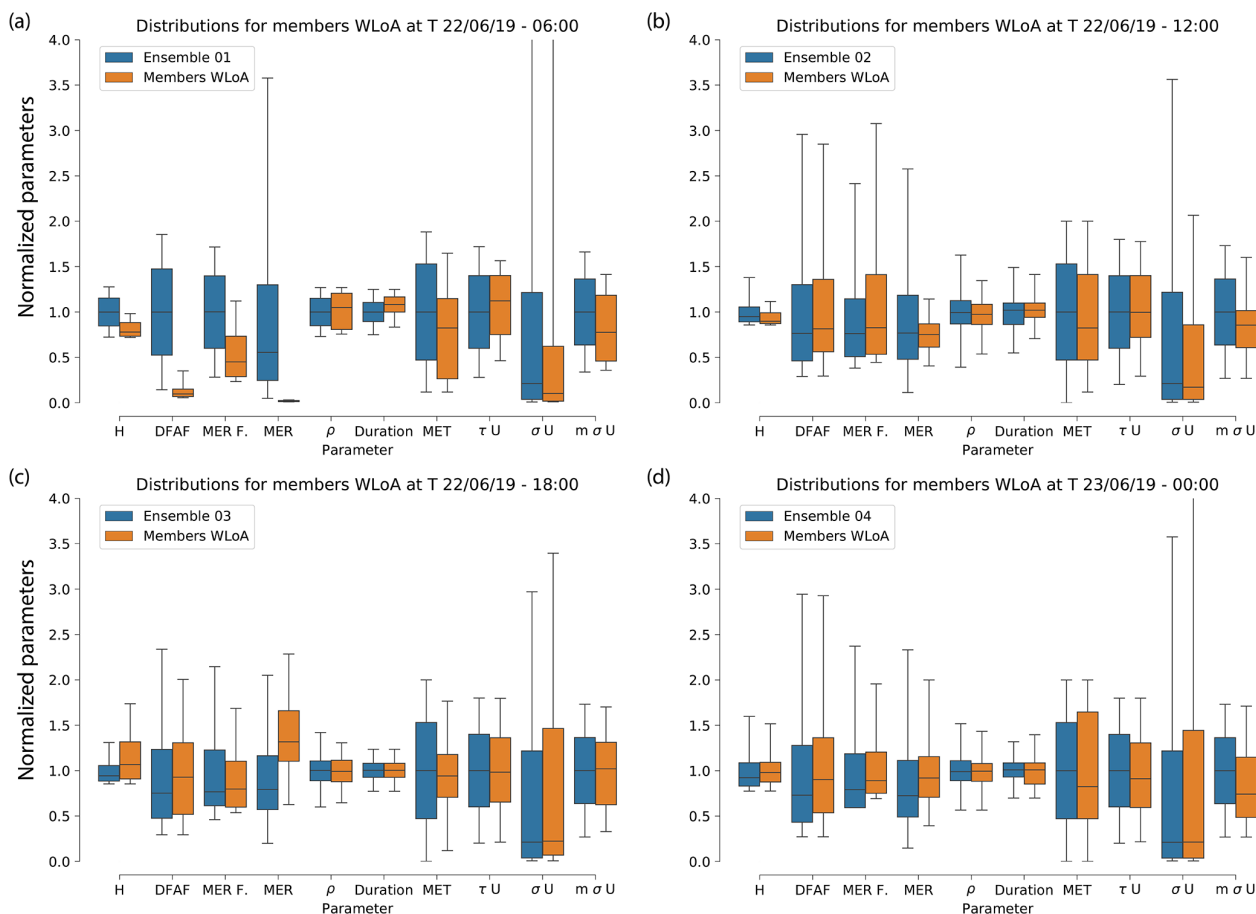 (a)
Distributions for members WLoA at T 22/06/19 - 06:00
Ensemble 01
Members WLoA
Normalized parameters
4.0
3.5
3.0
2.5
2.0
1.5
1.0
0.5
0.0
H DFAF MER F. MER ρ Duration MET τ U σ U m σ U
Parameter
(b)
Distributions for members WLoA at T 22/06/19 - 12:00
Ensemble 02
Members WLoA
4.0
3.5
3.0
2.5
2.0
1.5
1.0
0.5
0.0
H DFAF MER F. MER ρ Duration MET τ U σ U m σ U
Parameter
(c)
Distributions for members WLoA at T 22/06/19 - 18:00
Ensemble 03
Members WLoA
Normalized parameters
4.0
3.5
3.0
2.5
2.0
1.5
1.0
0.5
0.0
H DFAF MER F. MER ρ Duration MET τ U σ U m σ U
Parameter
(d)
Distributions for members WLoA at T 23/06/19 - 00:00
Ensemble 04
Members WLoA
4.0
3.5
3.0
2.5
2.0
1.5
1.0
0.5
0.0
H DFAF MER F. MER ρ Duration MET τ U σ U m σ U
Parameter